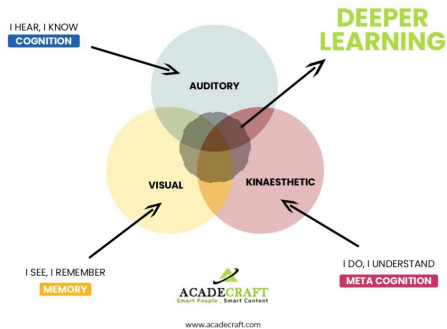 I HEAR, I KNOW
COGNITION
DEEPER
LEARNING
AUDITORY
VISUAL
KINAESTHETIC
I SEE, I REMEMBER
MEMORY
I DO, I UNDERSTAND
META COGNITION
ACADECRAFT
Smart People , Smart Content
www.acadecraft.com